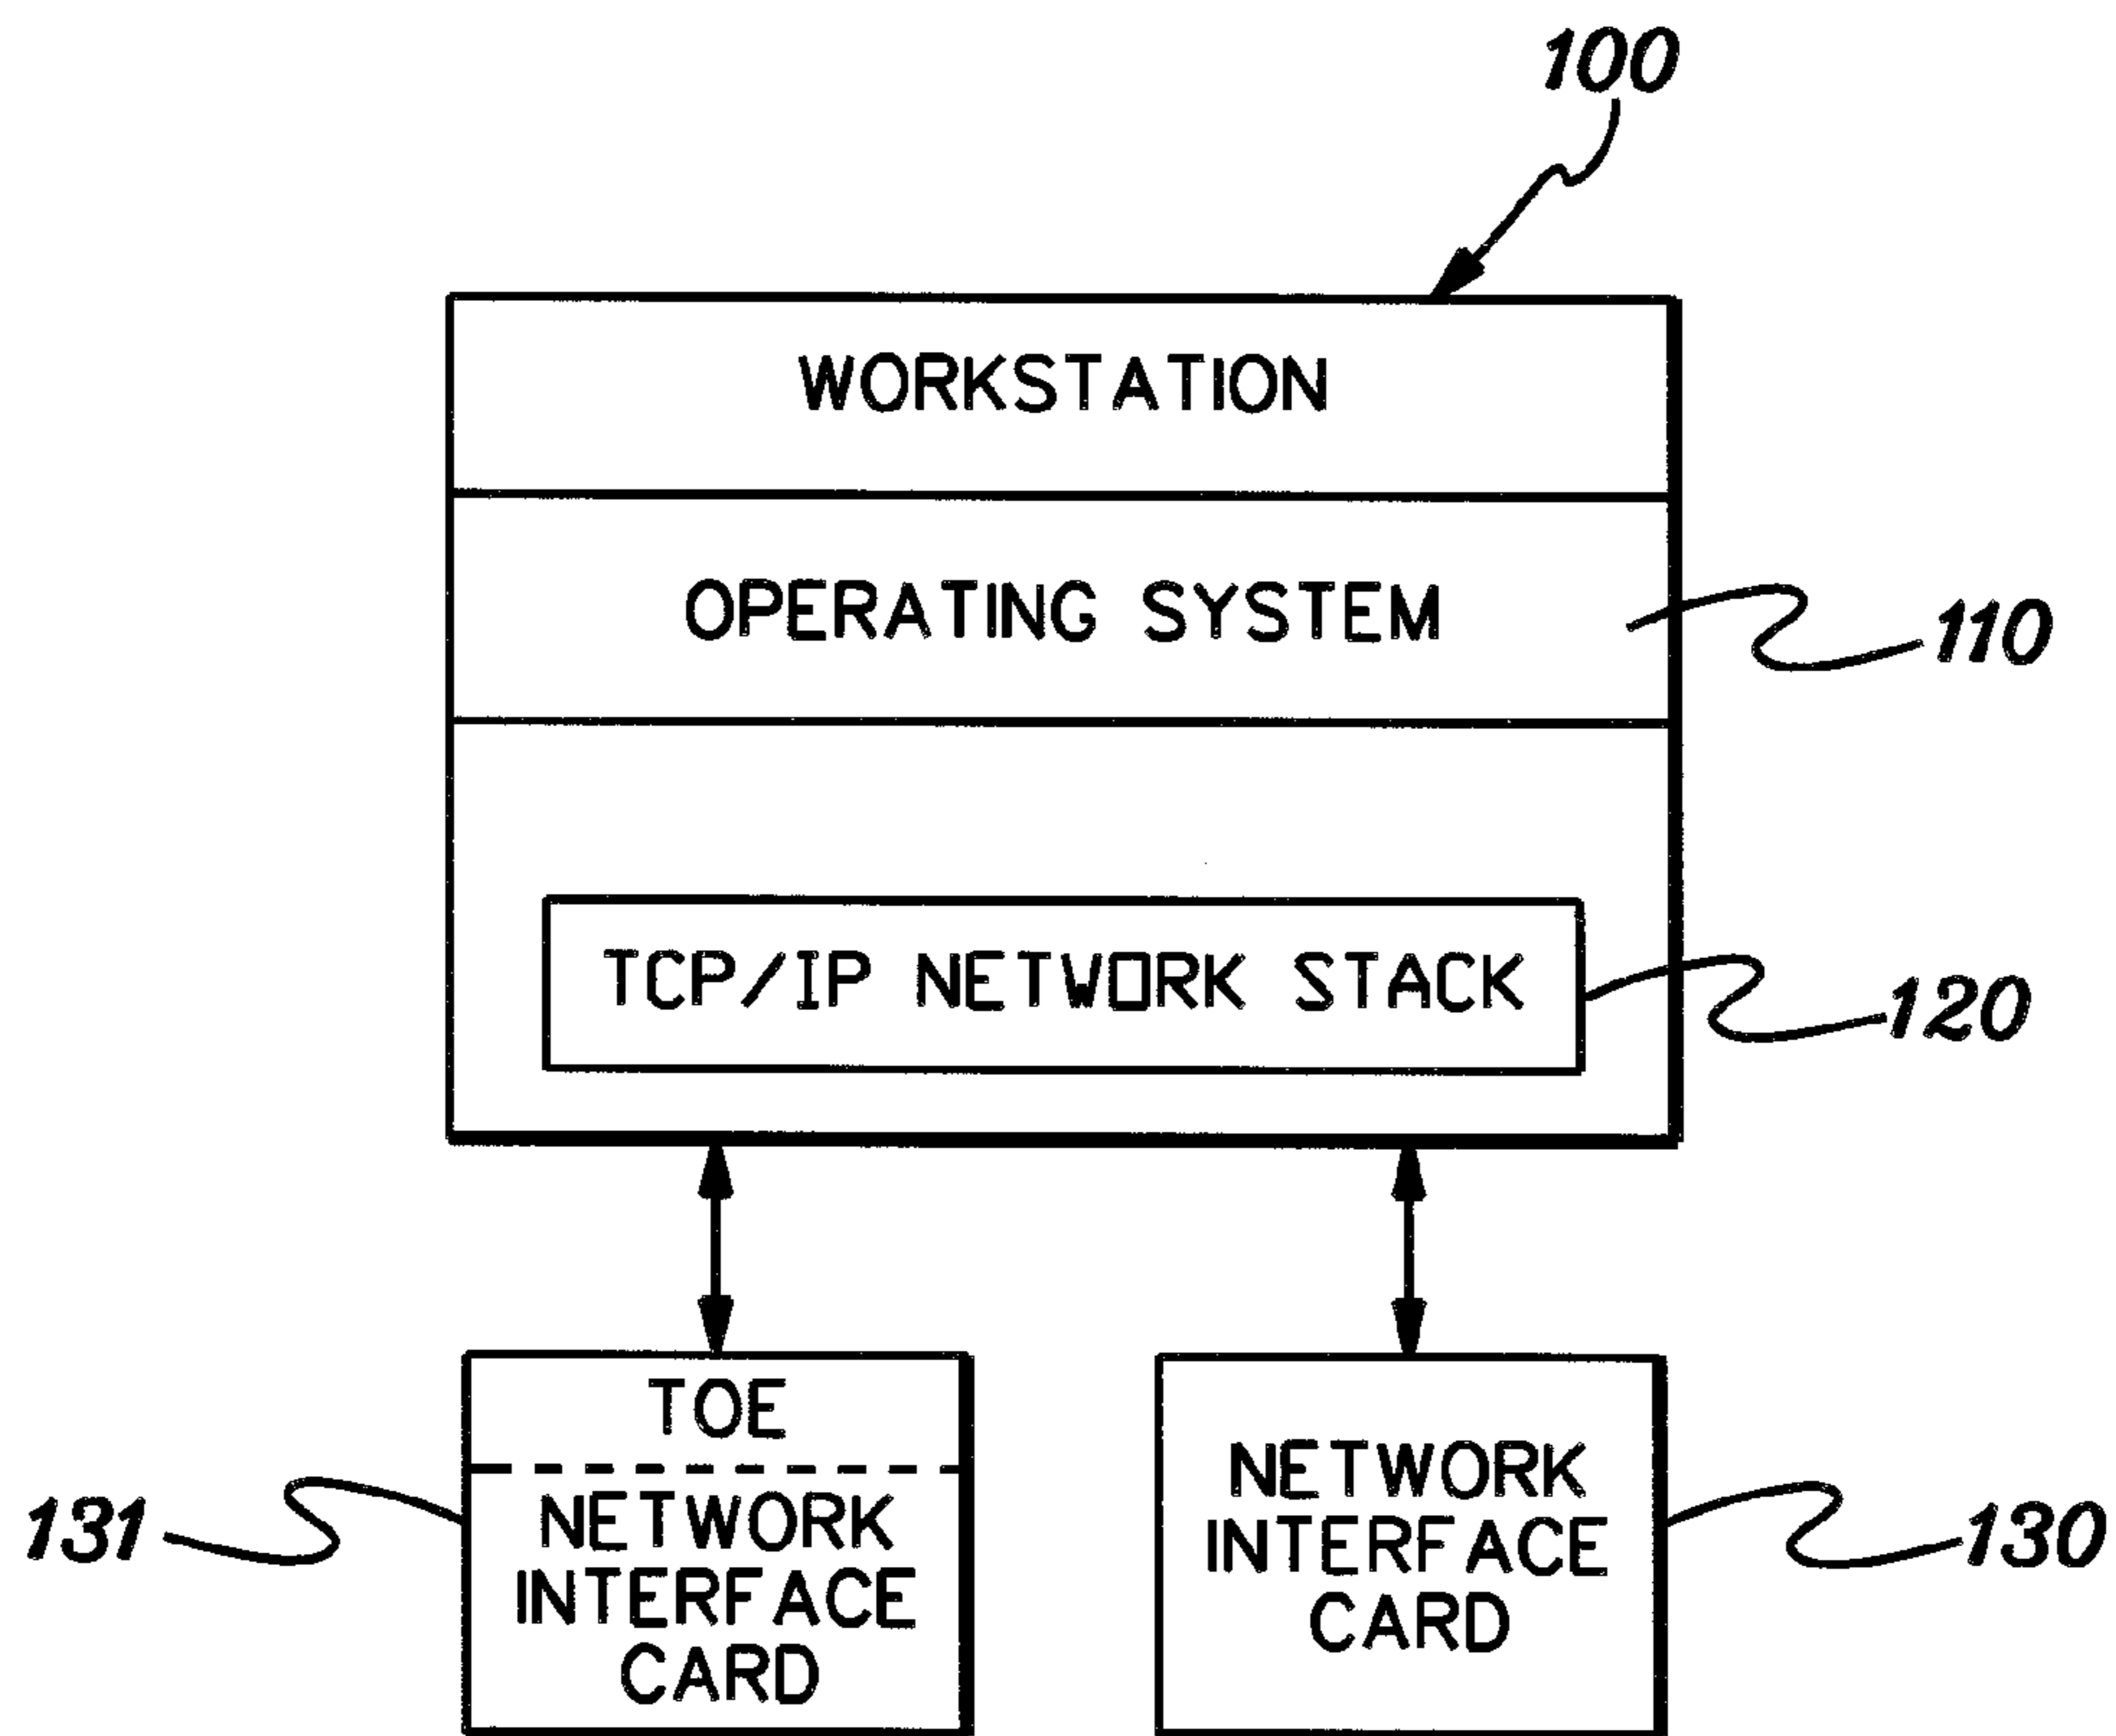 100
WORKSTATION
OPERATING SYSTEM
110
TCP/IP NETWORK STACK
120
TOE
NETWORK
INTERFACE
CARD
131
NETWORK
INTERFACE
CARD
130